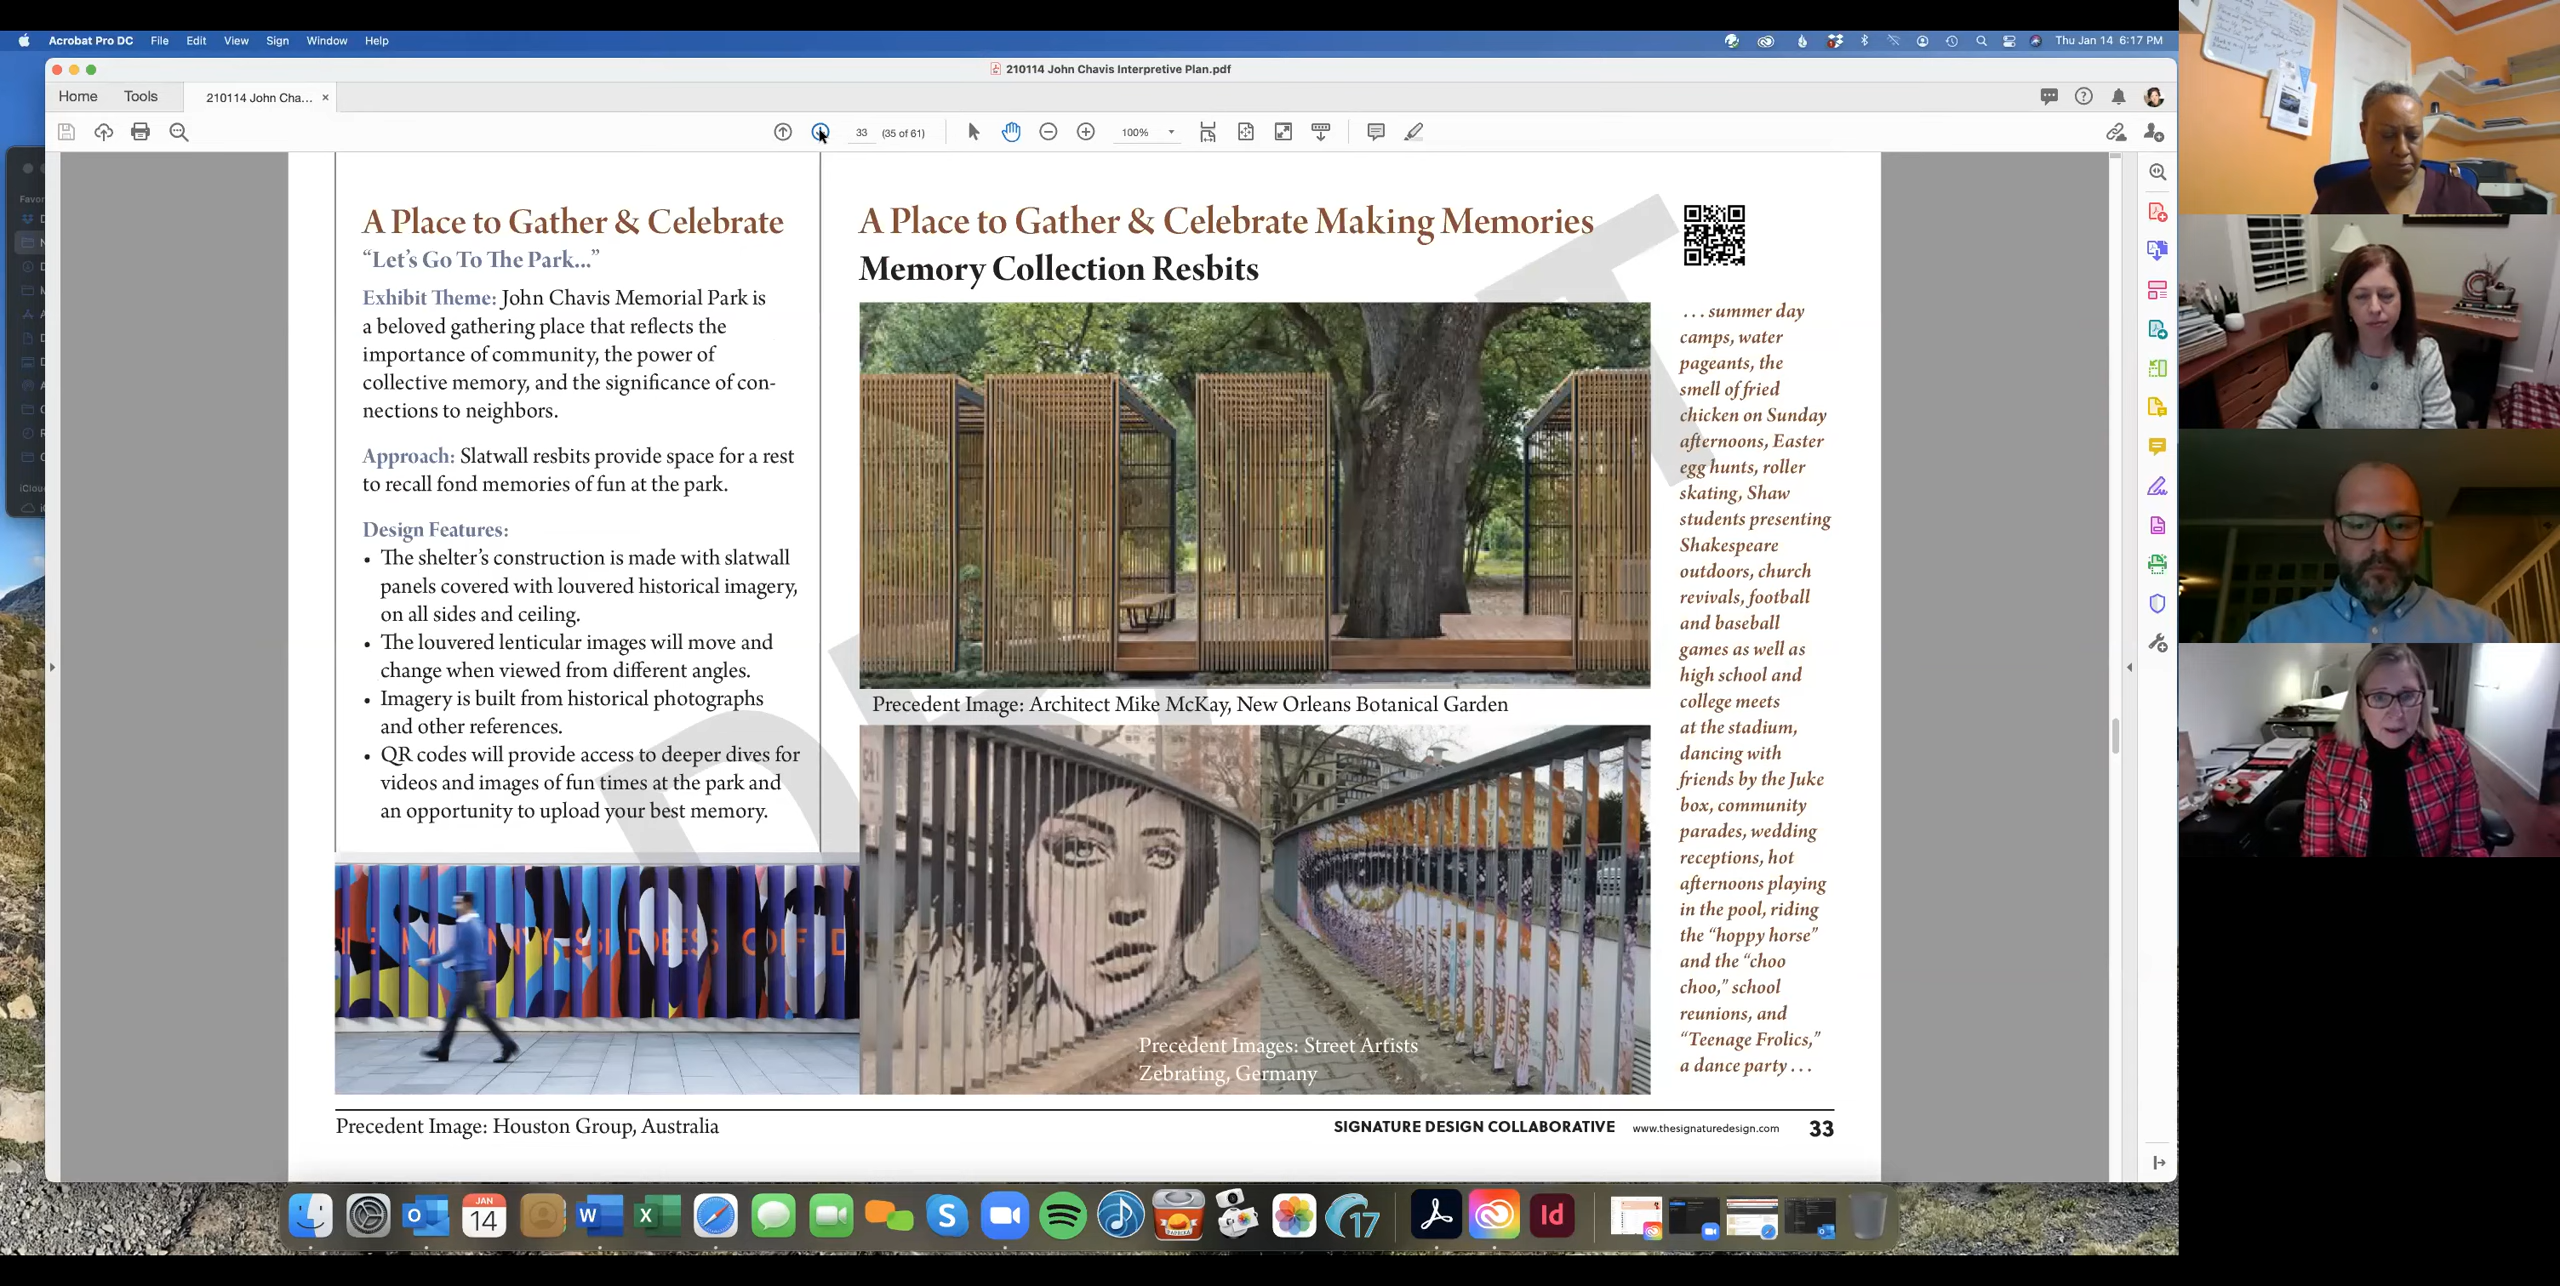 Acrobat Pro DC File Edit View Sign Window Help
Thu Jan 14 6:17 PM
210114 John Chavis Interpretive Plan.pdf
Home Tools 210114 John Cha... ×
33 (35 of 61) 100%
A Place to Gather & Celebrate
“Let’s Go To The Park...”
Exhibit Theme: John Chavis Memorial Park is
a beloved gathering place that reflects the
importance of community, the power of
collective memory, and the significance of con-
nections to neighbors.
Approach: Slatwall resbits provide space for a rest
to recall fond memories of fun at the park.
Design Features:
• The shelter’s construction is made with slatwall
panels covered with louvered historical imagery,
on all sides and ceiling.
• The louvered lenticular images will move and
change when viewed from different angles.
• Imagery is built from historical photographs
and other references.
• QR codes will provide access to deeper dives for
videos and images of fun times at the park and
an opportunity to upload your best memory.
Precedent Image: Houston Group, Australia
A Place to Gather & Celebrate Making Memories
Memory Collection Resbits
Precedent Image: Architect Mike McKay, New Orleans Botanical Garden
Precedent Images: Street Artists
Zebrating, Germany
. . . summer day
camps, water
pageants, the
smell of fried
chicken on Sunday
afternoons, Easter
egg hunts, roller
skating, Shaw
students presenting
Shakespeare
outdoors, church
revivals, football
and baseball
games as well as
high school and
college meets
at the stadium,
dancing with
friends by the Juke
box, community
parades, wedding
receptions, hot
afternoons playing
in the pool, riding
the “hoppy horse”
and the “choo
choo,” school
reunions, and
“Teenage Frolics,”
a dance party . . .
SIGNATURE DESIGN COLLABORATIVE www.thesignaturedesign.com 33
Favor
iClou
JAN
14
17
Id